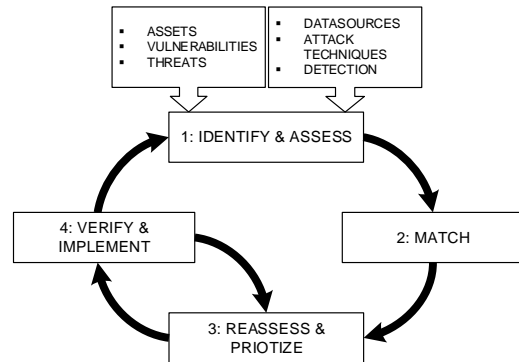 ASSETS
VULNERABILITIES
THREATS
DATASOURCES
ATTACK
TECHNIQUES
DETECTION
1: IDENTIFY & ASSESS
4: VERIFY &
IMPLEMENT
2: MATCH
3: REASSESS &
PRIOTIZE